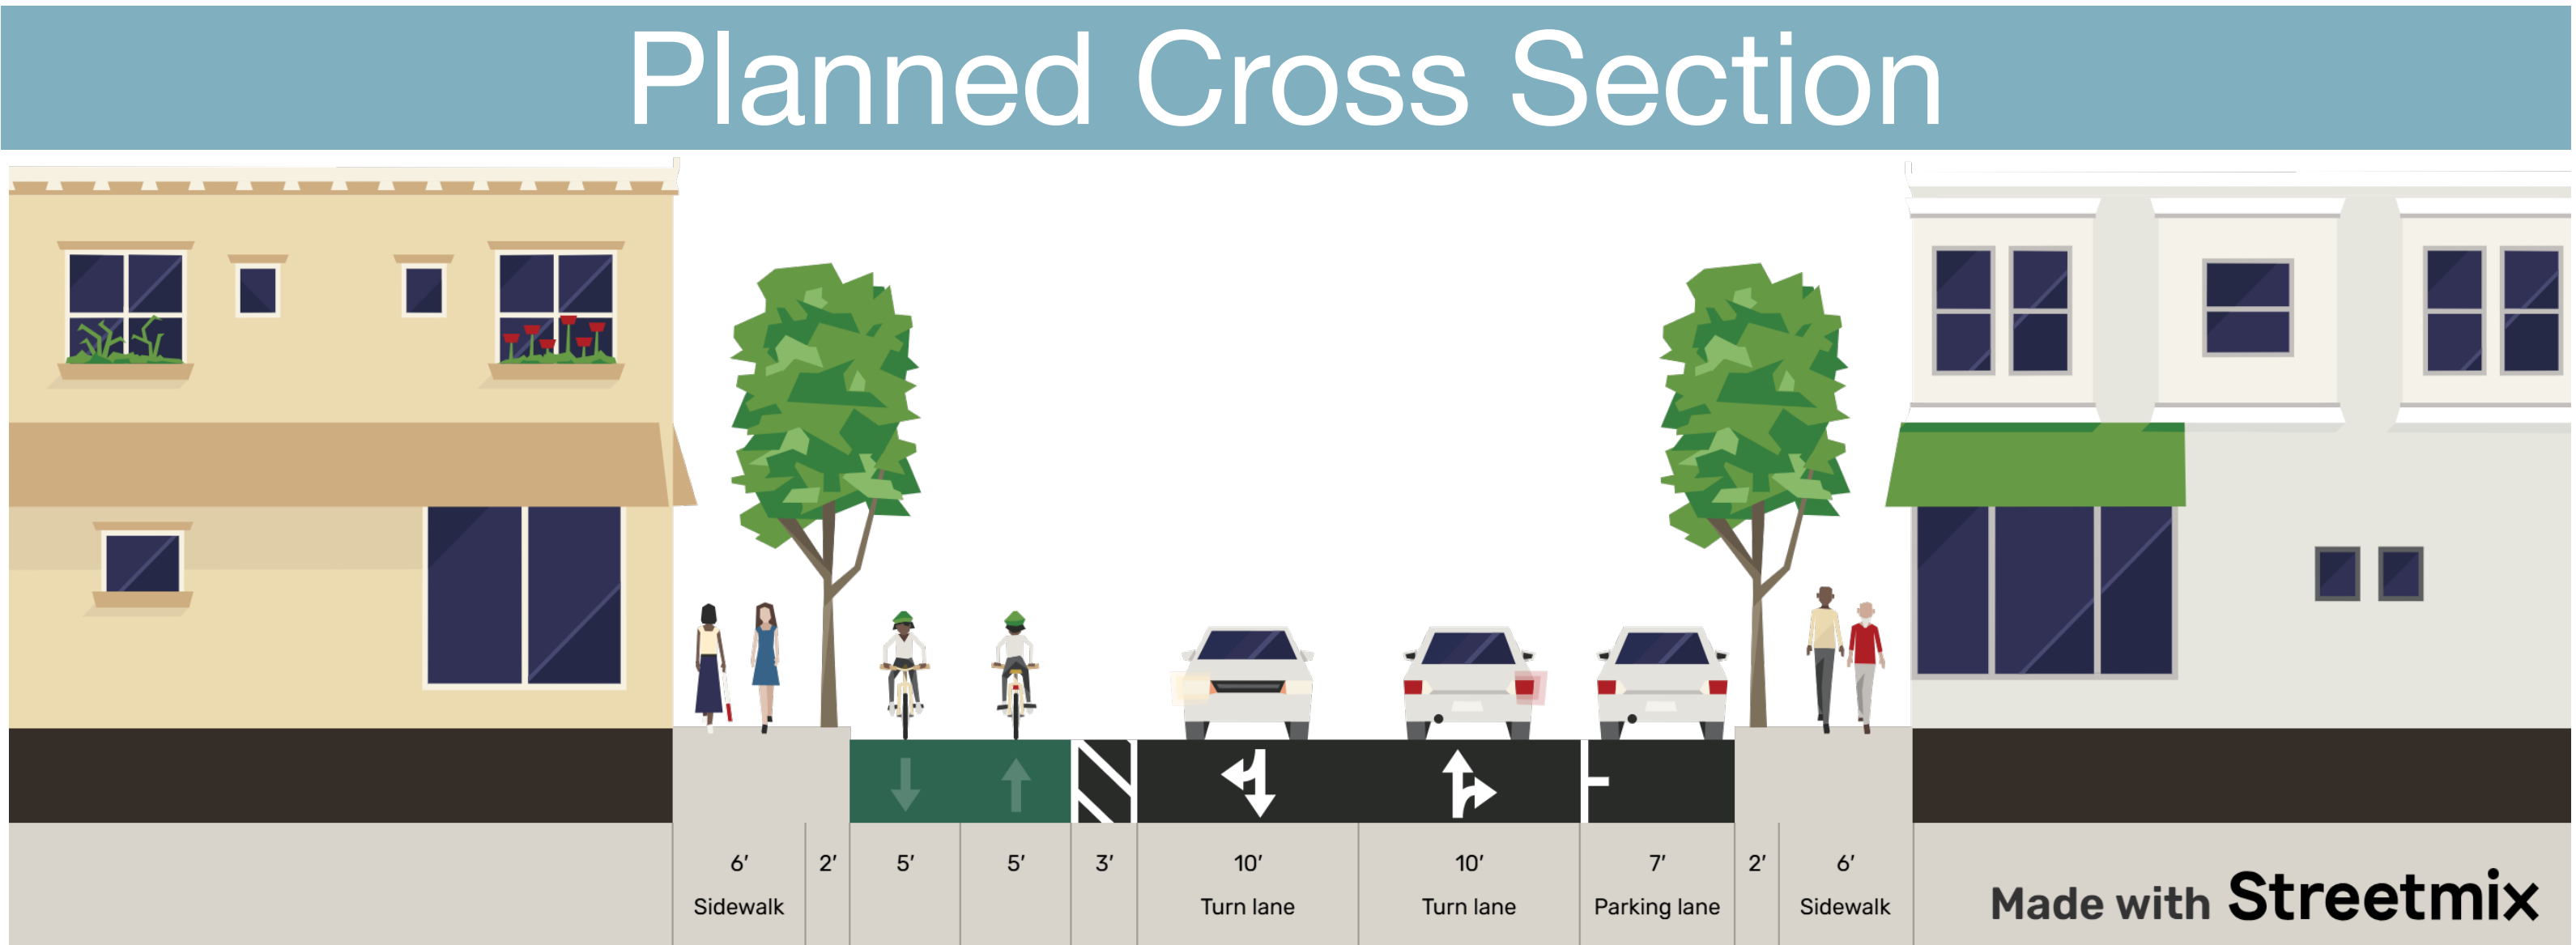 Planned Cross Section
6′ 2′ 5′ 5′ 3′ 10′ 10′ 7′ 2′ 6′
Sidewalk Turn lane Turn lane Parking lane Sidewalk
Made with Streetmix